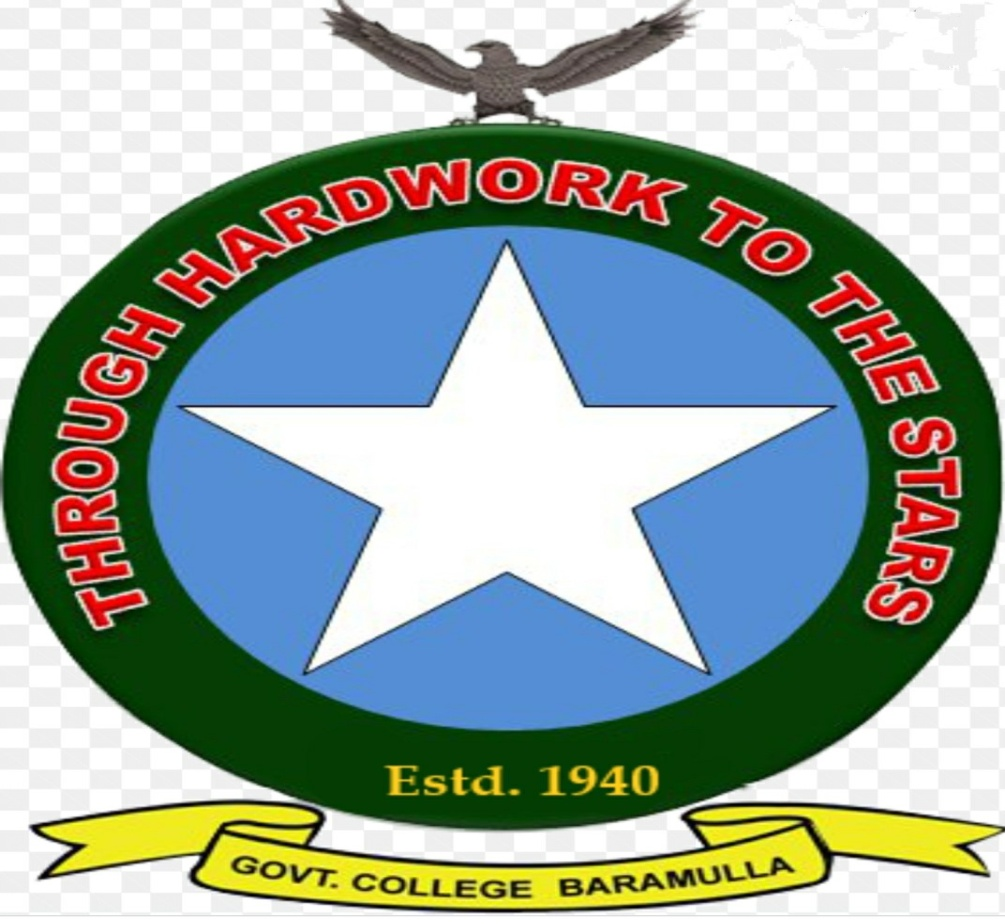 THROUGH HARDWORK TO THE STARS
Estd. 1940
GOVT. COLLEGE BARAMULLA